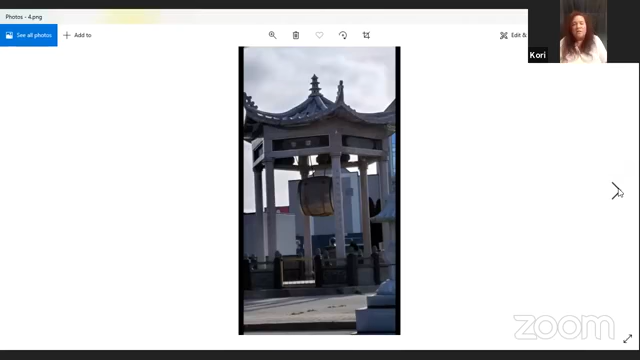 Photos - 4.png
See all photos
Add to
Edit &
Kori
zoom